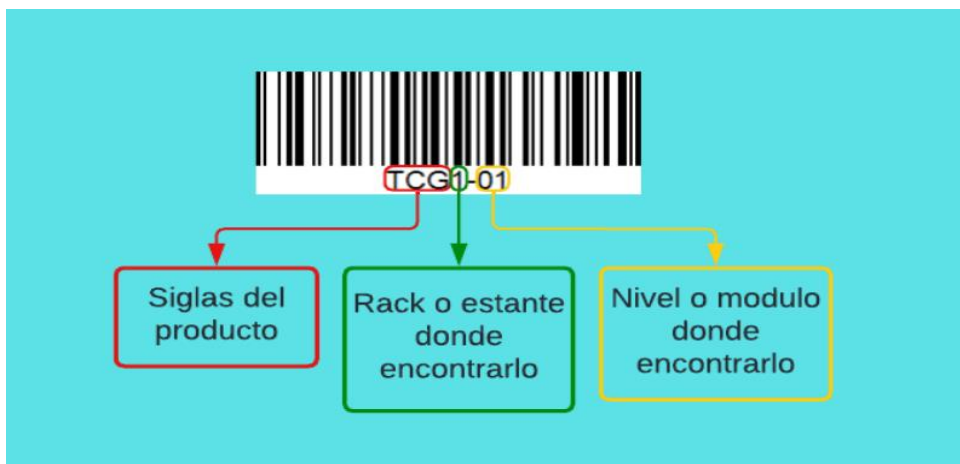 TCG1-01
Siglas del
producto
Rack o estante
donde
encontrarlo
Nivel o modulo
donde
encontrarlo